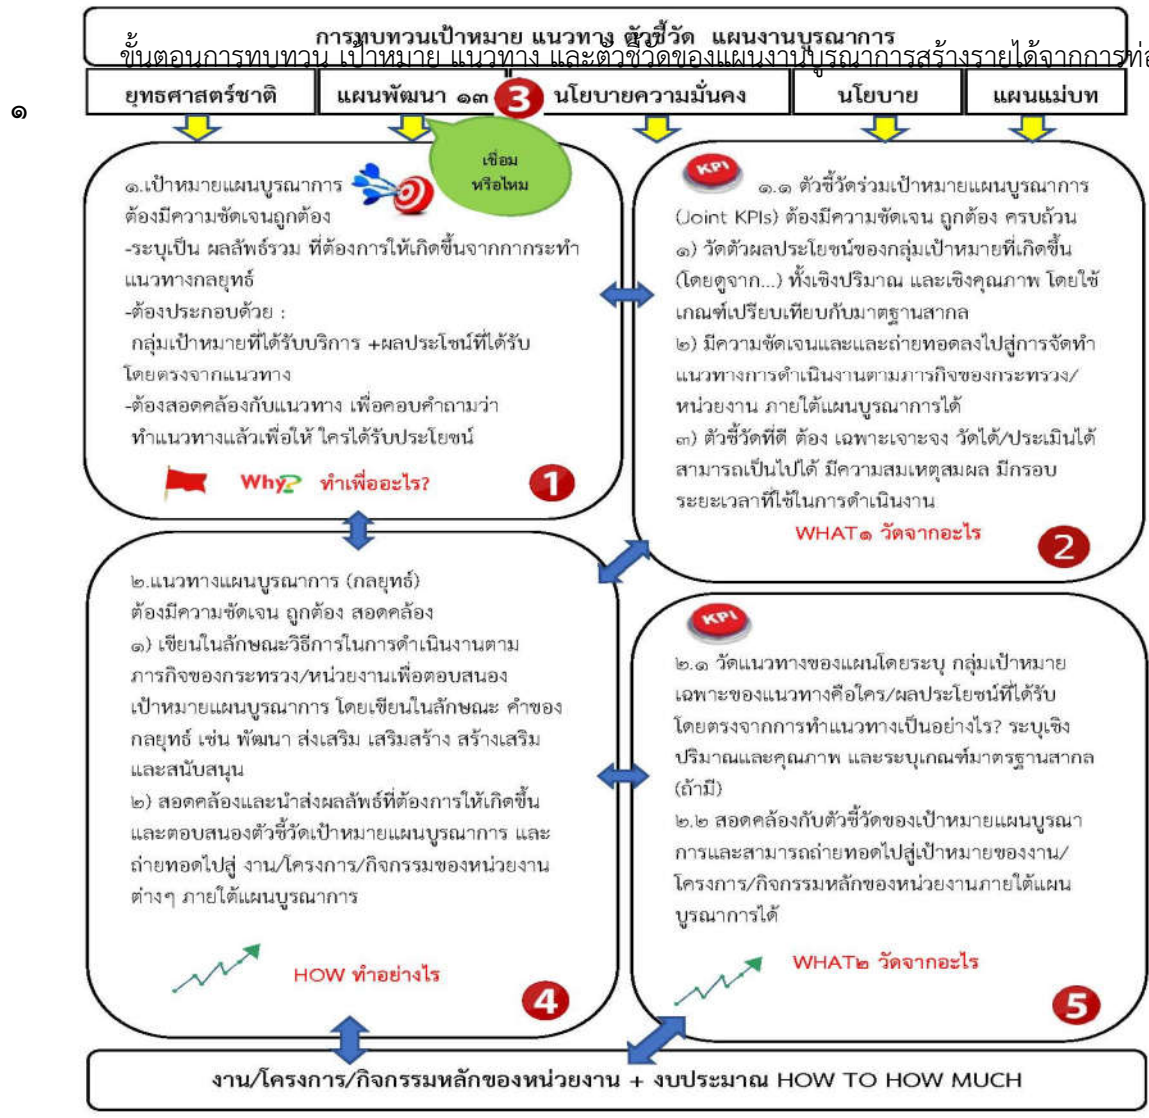 การทบทวนเป้าหมาย แนวทาง ตัวชี้วัด แผนงานบูรณาการ
ขั้นตอนการทบทวน เป้าหมาย แนวทาง และตัวชี้วัดของแผนงานบูรณาการสร้างรายได้จากการท่อ
ยุทธศาสตร์ชาติ
แผนพัฒนา ๑๓
3
นโยบายความมั่นคง
นโยบาย
แผนแม่บท
๑
เชื่อม
หรือไหม
๑.เป้าหมายแผนบูรณาการ
ต้องมีความชัดเจนถูกต้อง
-ระบุเป็น ผลลัพธ์รวม ที่ต้องการให้เกิดขึ้นจากกากระทำ
แนวทางกลยุทธ์
-ต้องประกอบด้วย :
กลุ่มเป้าหมายที่ได้รับบริการ +ผลประโซน์ที่ได้รับ
โดยตรงจากแนวทาง
-ต้องสอดคล้องกับแนวทาง เพื่อคอบคำถามว่า
ทำแนวทางแล้วเพื่อให้ ใครได้รับประโยชน์
Why? ทำเพื่ออะไร?
1
KPI
๑.๑ ตัวชี้วัดร่วมเป้าหมายแผนบูรณาการ
(Joint KPIs) ต้องมีความชัดเจน ถูกต้อง ครบถ้วน
๑) วัดตัวผลประโยชน์ของกลุ่มเป้าหมายที่เกิดขึ้น
(โดยดูจาก...) ทั้งเชิงปริมาณ และเชิงคุณภาพ โดยใช้
เกณฑ์เปรียบเทียบกับมาตฐานสากล
๒) มีความชัดเจนและและถ่ายทอดลงไปสู่การจัดทำ
แนวทางการดำเนินงานตามภารกิจของกระทรวง/
หน่วยงาน ภายใต้แผนบูรณาการได้
๓) ตัวชี้วัดที่ดี ต้อง เฉพาะเจาะจง วัดได้/ประเมินได้
สามารถเป็นไปได้ มีความสมเหตุสมผล มีกรอบ
ระยะเวลาที่ใช้ในการดำเนินงาน
WHAT๑ วัดจากอะไร
2
๒.แนวทางแผนบูรณาการ (กลยุทธ์)
ต้องมีความชัดเจน ถูกต้อง สอดคล้อง
๑) เขียนในลักษณะวิธีการในการดำเนินงานตาม
ภารกิจของกระทรวง/หน่วยงานเพื่อตอบสนอง
เป้าหมายแผนบูรณาการ โดยเขียนในลักษณะ คำของ
กลยุทธ์ เช่น พัฒนา ส่งเสริม เสริมสร้าง สร้างเสริม
และสนับสนุน
๒) สอดคล้องและนำส่งผลลัพธ์ที่ต้องการให้เกิดขึ้น
และตอบสนองตัวชี้วัดเป้าหมายแผนบูรณาการ และ
ถ่ายทอดไปสู่ งาน/โครงการ/กิจกรรมของหน่วยงาน
ต่างๆ ภายใต้แผนบูรณาการ
HOW ทำอย่างไร
4
KPI
๒.๑ วัดแนวทางของแผนโดยระบุ กลุ่มเป้าหมาย
เฉพาะของแนวทางคือใคร/ผลประโยชน์ที่ได้รับ
โดยตรงจากการทำแนวทางเป็นอย่างไร? ระบุเชิง
ปริมาณและคุณภาพ และระบุเกณฑ์มาตรฐานสากล
(ถ้ามี)
๒.๒ สอดคล้องกับตัวชี้วัดของเป้าหมายแผนบูรณา
การและสามารถถ่ายทอดไปสู่เป้าหมายของงาน/
โครงการ/กิจกรรมหลักของหน่วยงานภายใต้แผน
บูรณาการได้
WHAT๒ วัดจากอะไร
5
งาน/โครงการ/กิจกรรมหลักของหน่วยงาน + งบประมาณ HOW TO HOW MUCH